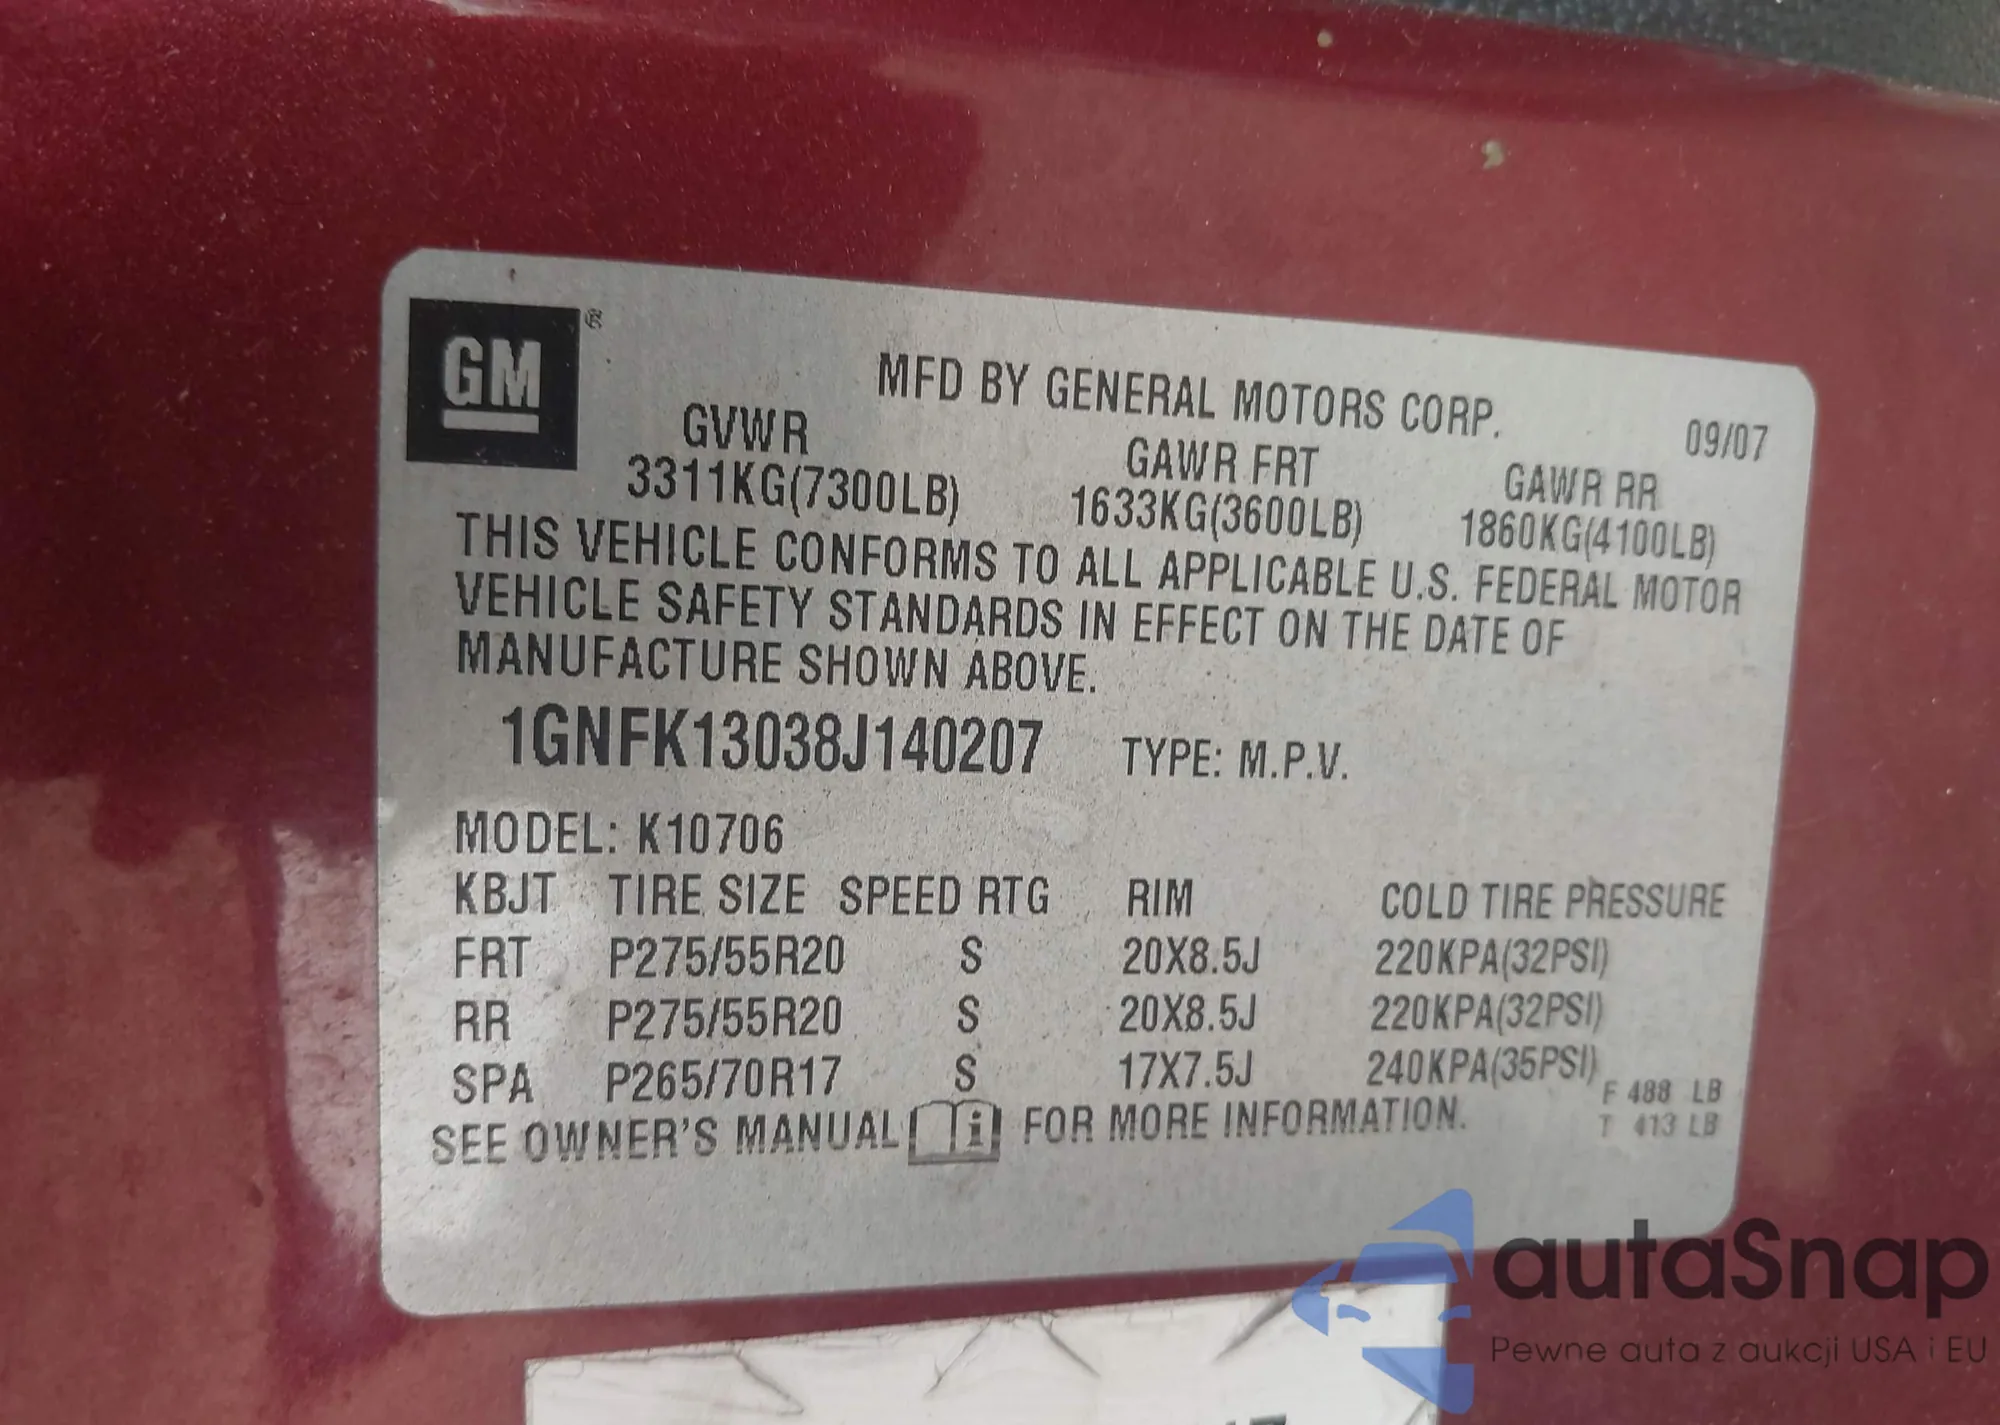 GM ®
MFD BY GENERAL MOTORS CORP.
09/07
GVWR GAWR FRT GAWR RR
3311KG(7300LB) 1633KG(3600LB) 1860KG(4100LB)
THIS VEHICLE CONFORMS TO ALL APPLICABLE U.S. FEDERAL MOTOR
VEHICLE SAFETY STANDARDS IN EFFECT ON THE DATE OF
MANUFACTURE SHOWN ABOVE.
1GNFK13038J140207 TYPE: M.P.V.
MODEL: K10706
KBJT TIRE SIZE SPEED RTG RIM COLD TIRE PRESSURE
FRT P275/55R20 S 20X8.5J 220KPA(32PSI)
RR P275/55R20 S 20X8.5J 220KPA(32PSI)
SPA P265/70R17 S 17X7.5J 240KPA(35PSI)
F 488 LB
T 413 LB
SEE OWNER'S MANUAL i FOR MORE INFORMATION.
autaSnap
Pewne auta z aukcji USA i EU